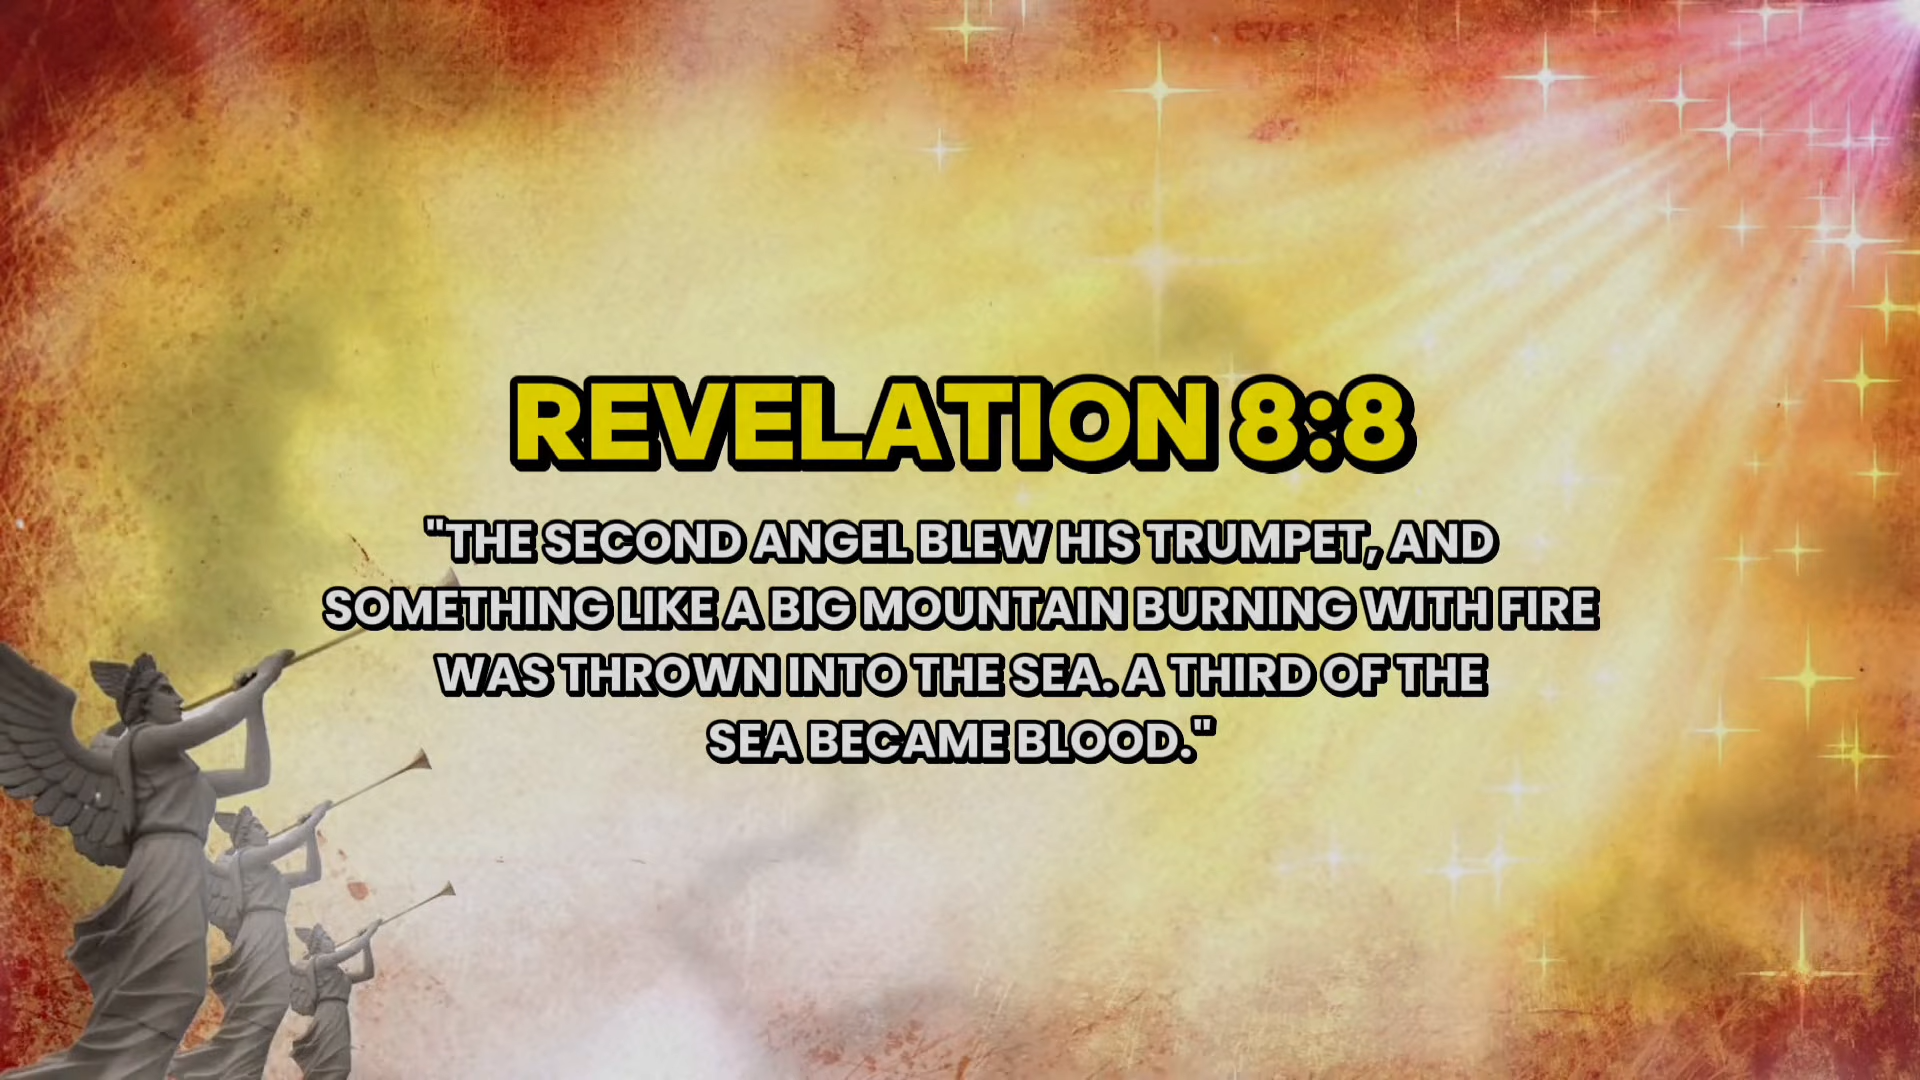 REVELATION 8:8
"THE SECOND ANGEL BLEW HIS TRUMPET, AND
SOMETHING LIKE A BIG MOUNTAIN BURNING WITH FIRE
WAS THROWN INTO THE SEA. A THIRD OF THE
SEA BECAME BLOOD."